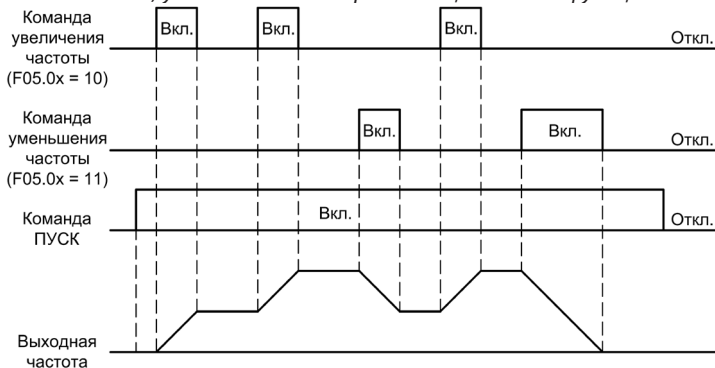 Команда
увеличения
частоты
(F05.0x = 10)
Вкл.
Вкл.
Вкл.
Откл.
Команда
уменьшения
частоты
(F05.0x = 11)
Вкл.
Вкл.
Откл.
Команда
ПУСК
Вкл.
Откл.
Выходная
частота